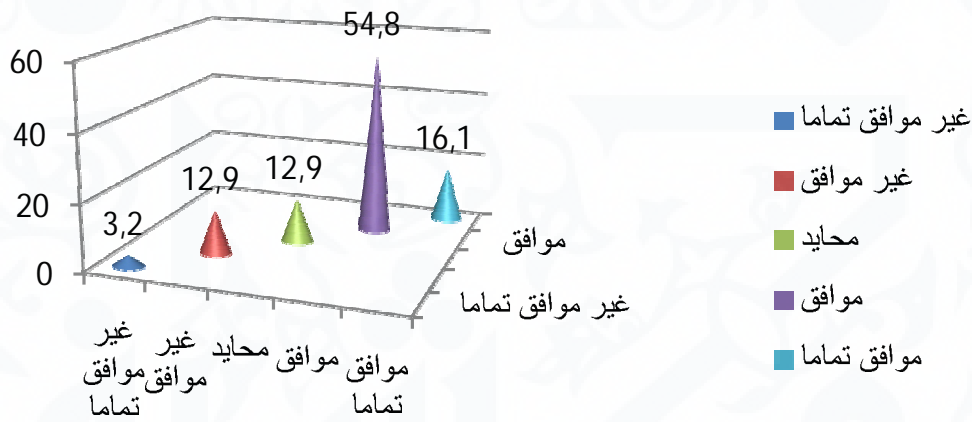 54,8
60
40
20
0
3,2
12,9
12,9
16,1
موافق
غير موافق تماما
غير
موافق
تماما
غير
موافق
محايد
موافق
موافق
تماما
غير موافق تماما
غير موافق
محايد
موافق
موافق تماما